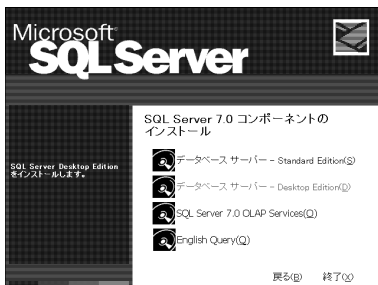 Microsoft
SQL Server
SQL Server 7.0 コンポーネントの
インストール
SQL Server Desktop Edition
をインストールします。
データベース サーバー - Standard Edition(S)
データベース サーバー - Desktop Edition(D)
SQL Server 7.0 OLAP Services(O)
English Query(Q)
戻る(B) 終了(X)